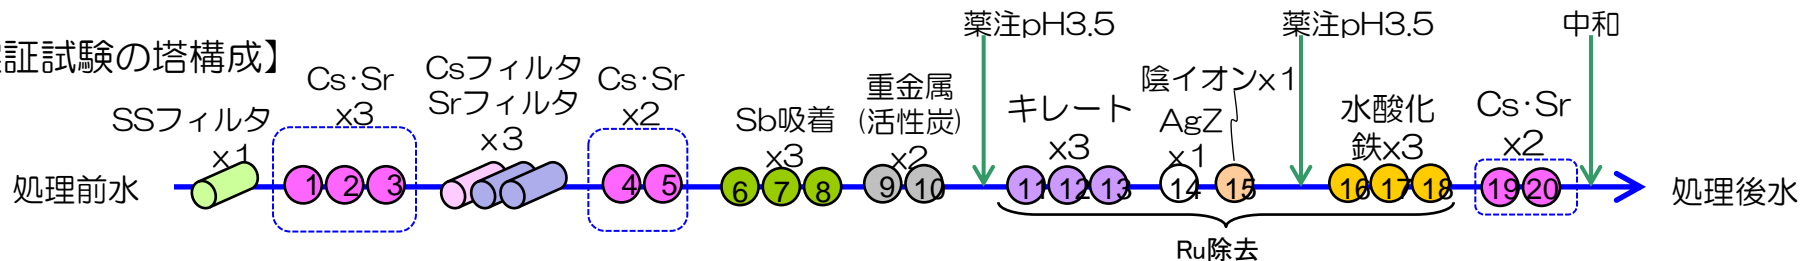 証試験の塔構成】
SSフィルタ
x1
Cs・Sr
x3
Csフィルタ
Srフィルタ
x3
Cs・Sr
x2
Sb吸着
x3
重金属
(活性炭)
x2
薬注pH3.5
キレート
x3
陰イオンx1
AgZ
x1
薬注pH3.5
水酸化
鉄x3
Cs・Sr
x2
中和
処理前水
1 2 3 4 5 6 7 8 9 10 11 12 13 14 15 16 17 18 19 20
処理後水
Ru除去